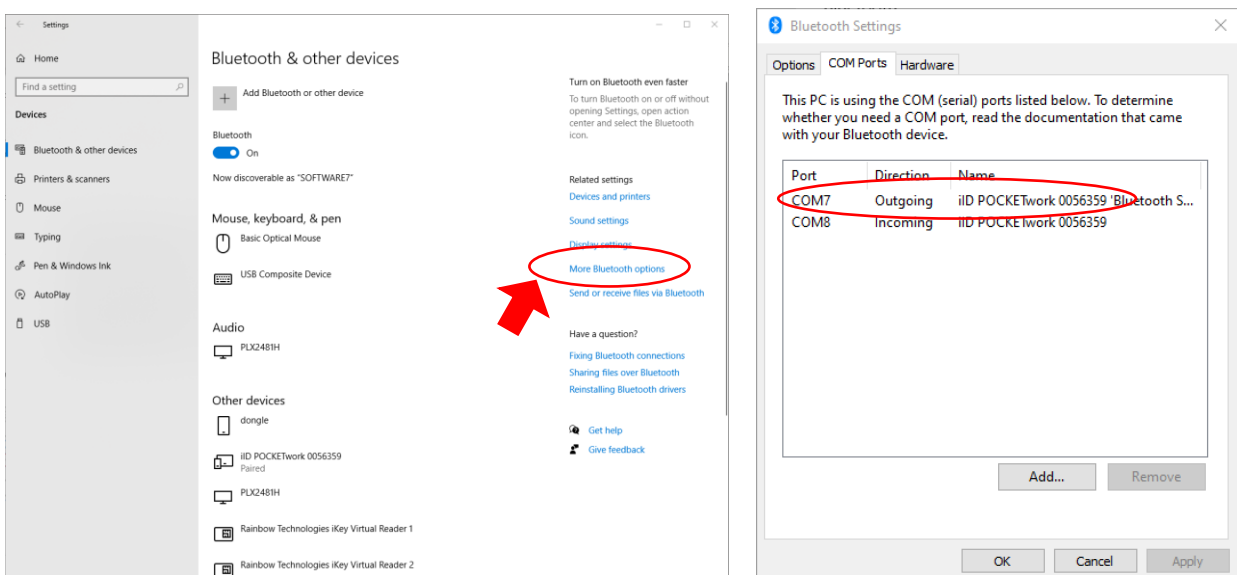 Settings
Home
Find a setting
Devices
Bluetooth & other devices
Printers & scanners
Mouse
Typing
Pen & Windows Ink
AutoPlay
USB
Bluetooth & other devices
Add Bluetooth or other device
Bluetooth
On
Now discoverable as "SOFTWARE7"
Mouse, keyboard, & pen
Basic Optical Mouse
USB Composite Device
Audio
PLX2481H
Other devices
dongle
iID POCKETwork 0056359
Paired
PLX2481H
Rainbow Technologies iKey Virtual Reader 1
Rainbow Technologies iKey Virtual Reader 2
Turn on Bluetooth even faster
To turn Bluetooth on or off without
opening Settings, open action
center and select the Bluetooth
icon.
Related settings
Devices and printers
Sound settings
Display settings
More Bluetooth options
Send or receive files via Bluetooth
Have a question?
Fixing Bluetooth connections
Sharing files over Bluetooth
Reinstalling Bluetooth drivers
Get help
Give feedback
Bluetooth Settings
Options COM Ports Hardware
This PC is using the COM (serial) ports listed below. To determine
whether you need a COM port, read the documentation that came
with your Bluetooth device.
Port Direction Name
COM7 Outgoing iID POCKETwork 0056359 'Bluetooth S...
COM8 Incoming iID POCKETwork 0056359
Add... Remove
OK Cancel Apply